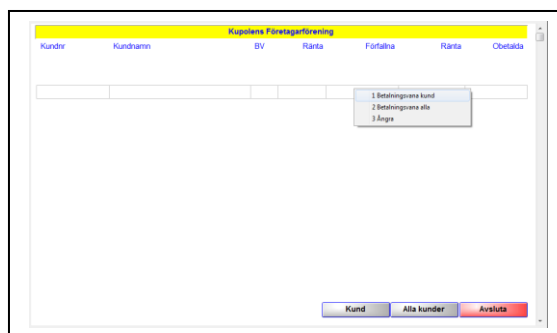 Kupolens Företagarförening
Kundnr Kundnamn BV Ränta Förfallna Ränta Obetalda
1 Betalningsvana kund
2 Betalningsvana alla
3 Ångra
Kund Alla kunder Avsluta